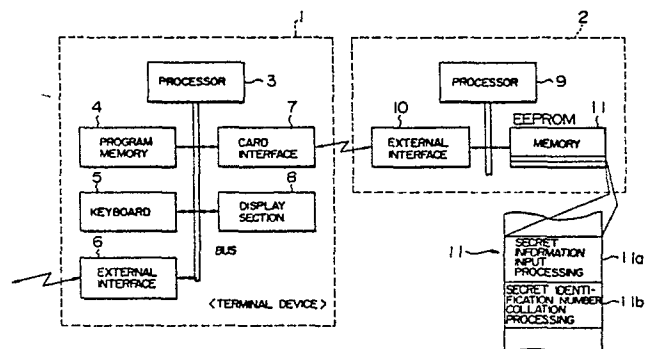 1
2
PROCESSOR
3
PROCESSOR
9
4
7
10
EEPROM
11
PROGRAM
MEMORY
CARD
INTERFACE
EXTERNAL
INTERFACE
MEMORY
5
8
KEYBOARD
DISPLAY
SECTION
6
BUS
EXTERNAL
INTERFACE
<TERMINAL DEVICE>
11
SECRET
INFORMATION
INPUT
PROCESSING
11a
SECRET IDENTI-
FICATION NUMBER
COLLATION
PROCESSING
11b